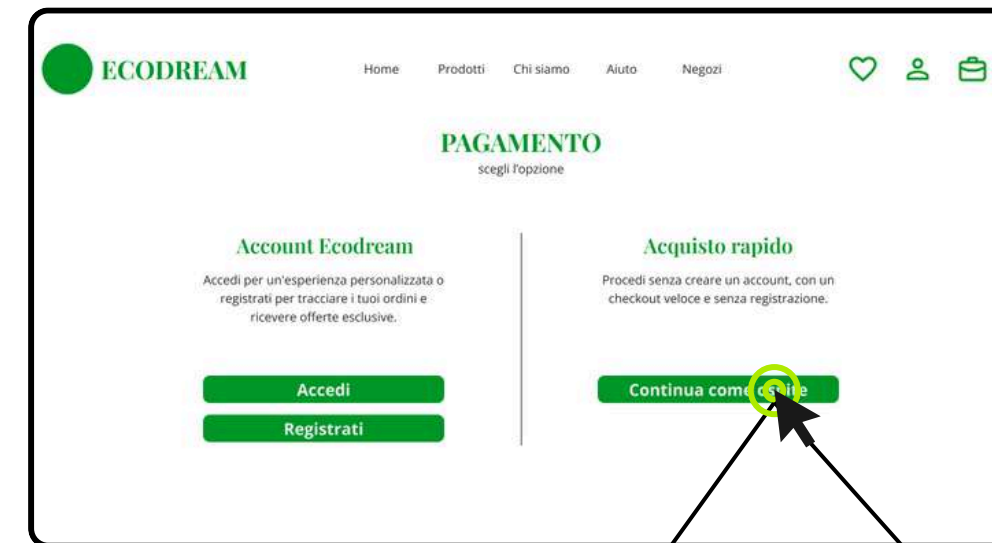 ECODREAM
Home Prodotti Chi siamo Aiuto Negozi
PAGAMENTO
scegli l'opzione
Account Ecodream
Accedi per un'esperienza personalizzata o
registrati per tracciare i tuoi ordini e
ricevere offerte esclusive.
Accedi
Registrati
Acquisto rapido
Procedi senza creare un account, con un
checkout veloce e senza registrazione.
Continua come ospite